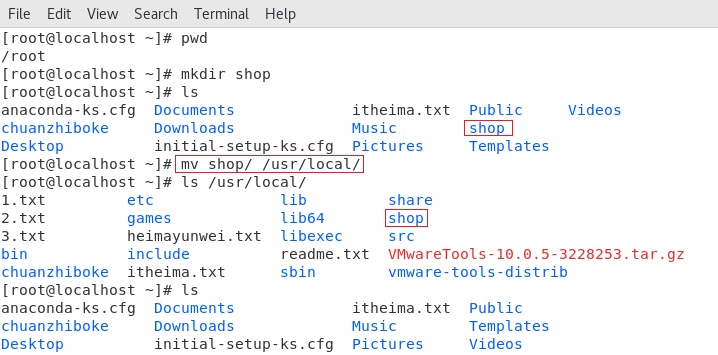 File Edit View Search Terminal Help
[root@localhost ~]# pwd
/root
[root@localhost ~]# mkdir shop
[root@localhost ~]# ls
anaconda-ks.cfg Documents itheima.txt Public Videos
chuanzhiboke Downloads Music shop
Desktop initial-setup-ks.cfg Pictures Templates
[root@localhost ~]# mv shop/ /usr/local/
[root@localhost ~]# ls /usr/local/
1.txt etc lib share
2.txt games lib64 shop
3.txt heimayunwei.txt libexec src
bin include readme.txt VMwareTools-10.0.5-3228253.tar.gz
chuanzhiboke itheima.txt sbin vmware-tools-distrib
[root@localhost ~]# ls
anaconda-ks.cfg Documents itheima.txt Public
chuanzhiboke Downloads Music Templates
Desktop initial-setup-ks.cfg Pictures Videos